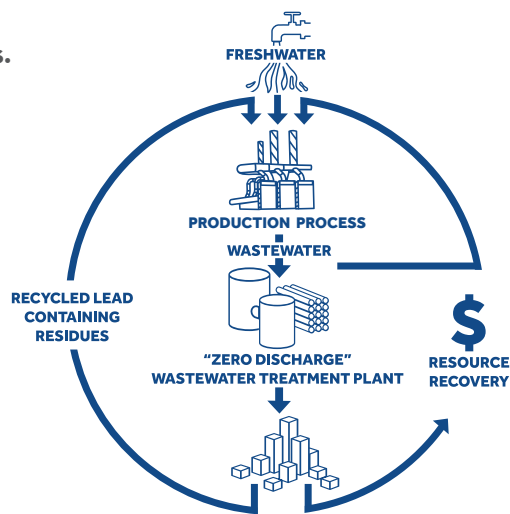 s.
FRESHWATER
PRODUCTION PROCESS
WASTEWATER
RECYCLED LEAD
CONTAINING
RESIDUES
"ZERO DISCHARGE"
WASTEWATER TREATMENT PLANT
$
RESOURCE
RECOVERY